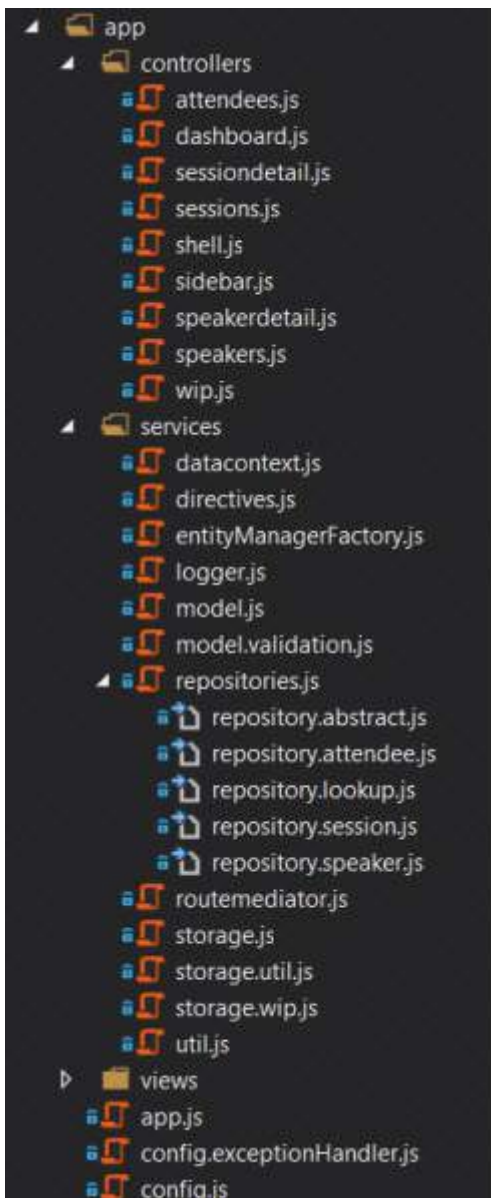 app
controllers
attendees.js
dashboard.js
sessiondetail.js
sessions.js
shell.js
sidebar.js
speakerdetail.js
speakers.js
wip.js
services
datacontext.js
directives.js
entityManagerFactory.js
logger.js
model.js
model.validation.js
repositories.js
repository.abstract.js
repository.attendee.js
repository.lookup.js
repository.session.js
repository.speaker.js
routemediator.js
storage.js
storage.util.js
storage.wip.js
util.js
views
app.js
config.exceptionHandler.js
config.js